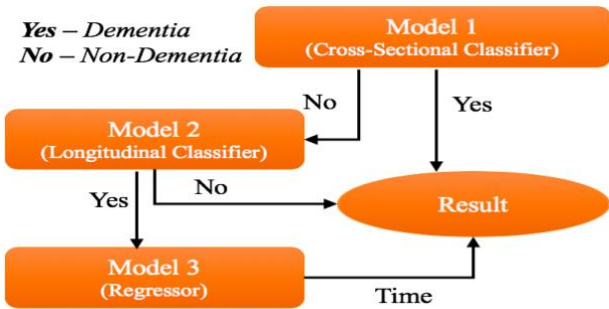 Yes – Dementia
No – Non-Dementia
Model 1
(Cross-Sectional Classifier)
No
Yes
Model 2
(Longitudinal Classifier)
Yes
No
Result
Model 3
(Regressor)
Time